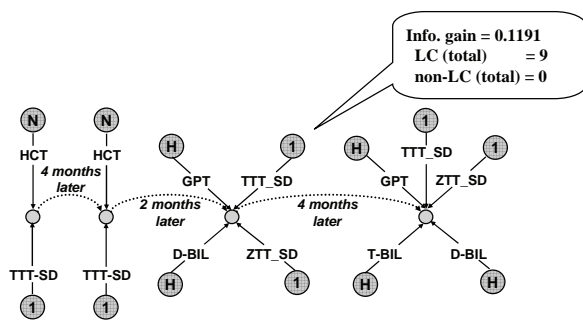 Info. gain = 0.1191
LC (total) = 9
non-LC (total) = 0
N
N
H
1
H
1
1
HCT
HCT
GPT
TTT_SD
GPT
TTT_SD
ZTT_SD
4 months
later
2 months
later
4 months
later
TTT-SD
TTT-SD
D-BIL
ZTT_SD
T-BIL
D-BIL
1
1
H
1
H
H